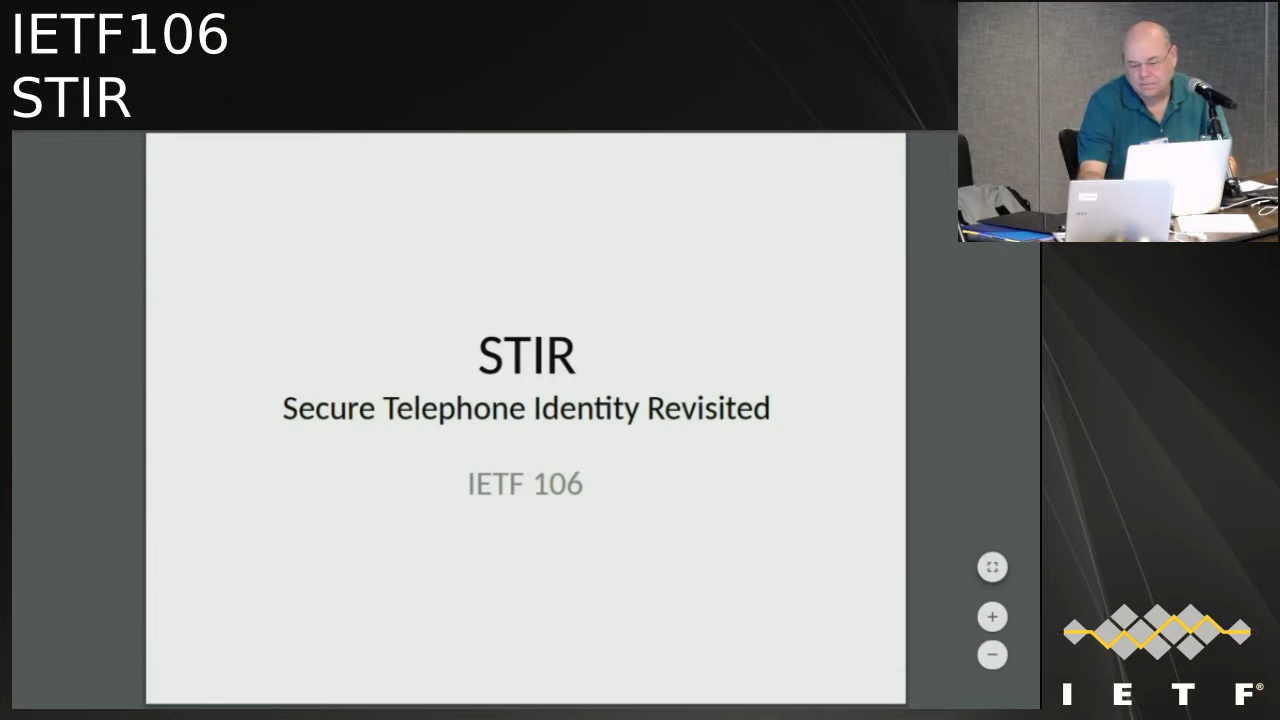 IETF106
STIR
STIR
Secure Telephone Identity Revisited
IETF 106
I E T F®